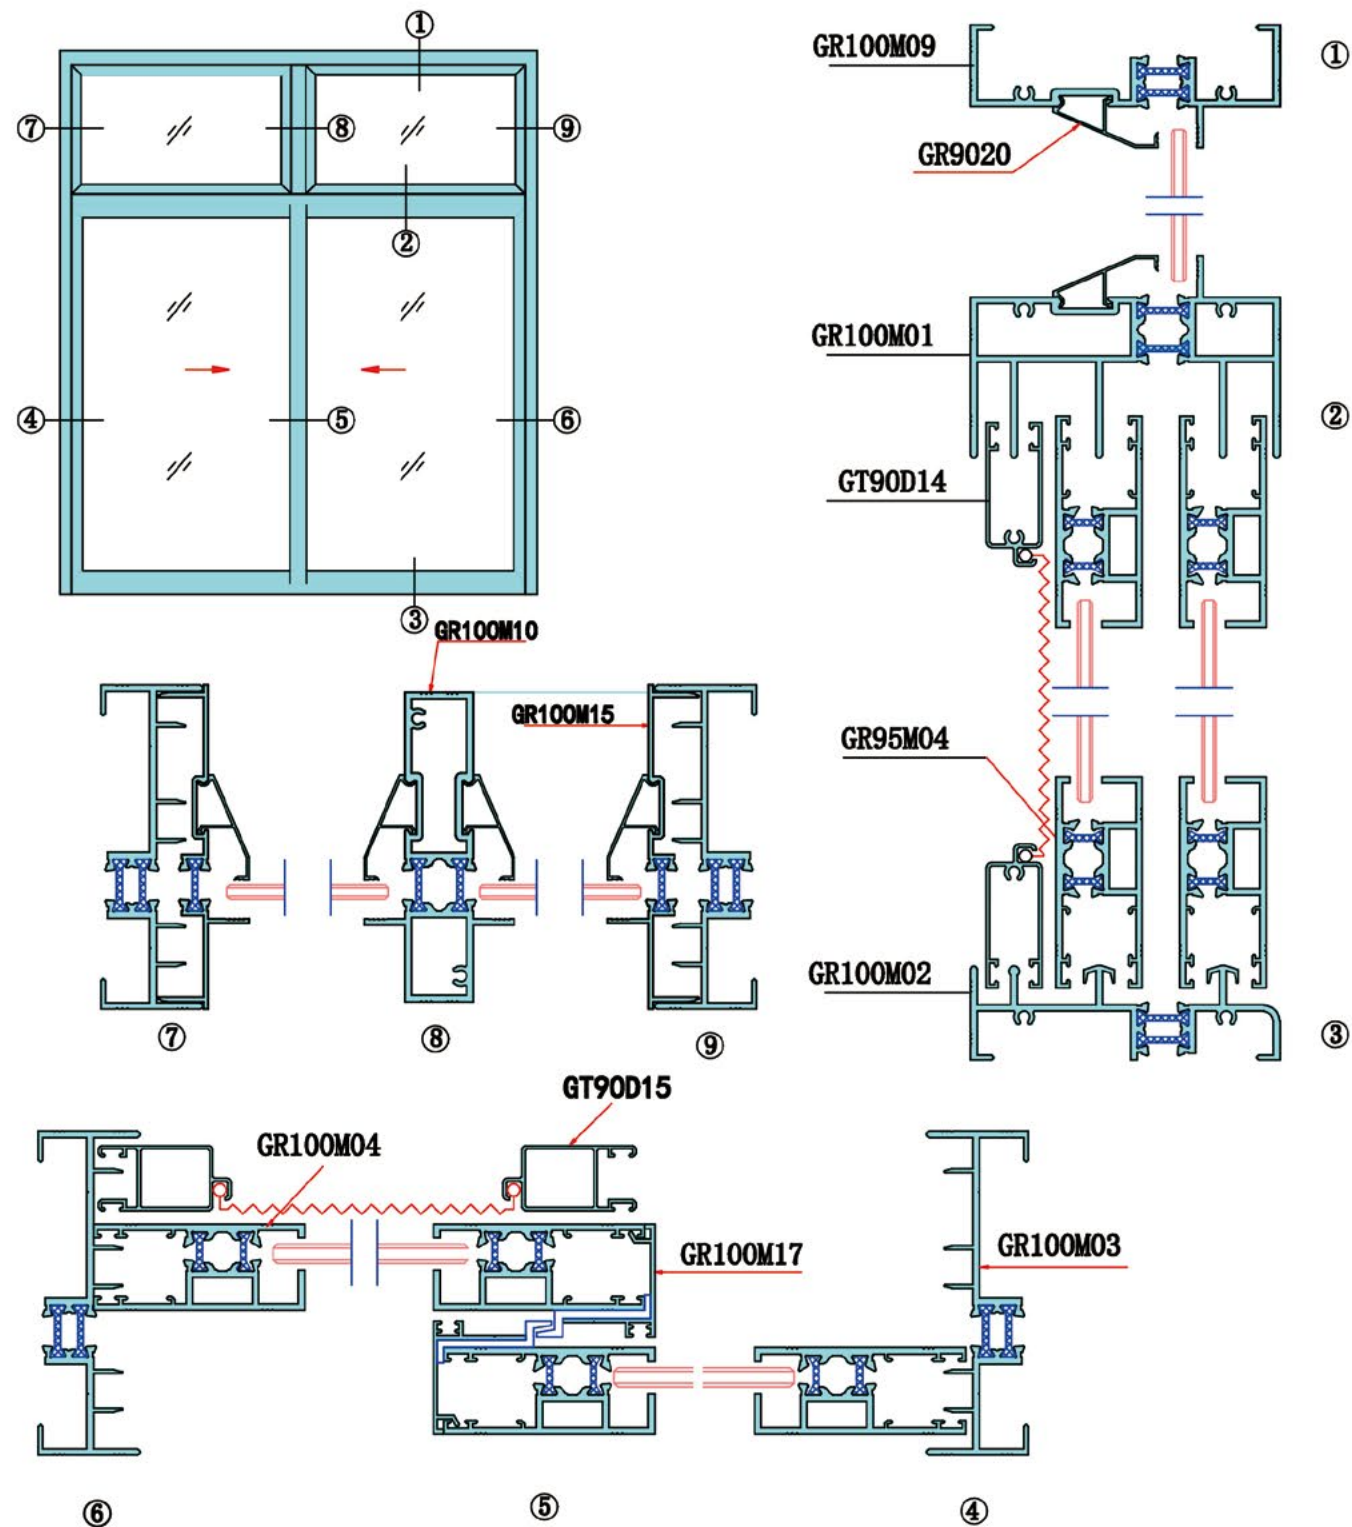 ①
⑦
⑧
⑨
②
④
⑤
⑥
③
GR100M09
①
GR9020
GR100M01
②
GT90D14
GR95M04
GR100M02
③
GR100M10
GR100M15
⑦
⑧
⑨
GT90D15
GR100M04
GR100M17
GR100M03
⑥
⑤
④